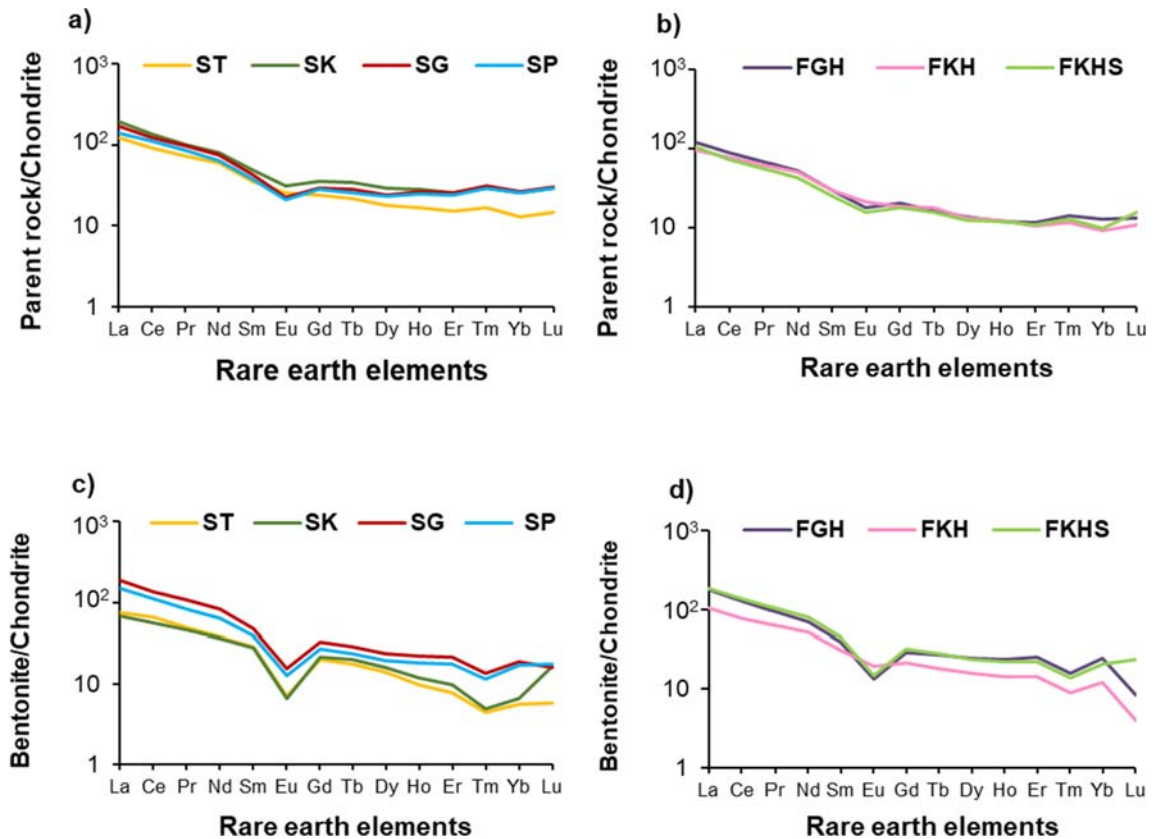 a)
ST SK SG SP
10³
10²
10
1
Parent rock/Chondrite
La Ce Pr Nd Sm Eu Gd Tb Dy Ho Er Tm Yb Lu
Rare earth elements
b)
FGH FKH FKHS
10³
10²
10
1
Parent rock/Chondrite
La Ce Pr Nd Sm Eu Gd Tb Dy Ho Er Tm Yb Lu
Rare earth elements
c)
ST SK SG SP
10³
10²
10
1
Bentonite/Chondrite
La Ce Pr Nd Sm Eu Gd Tb Dy Ho Er Tm Yb Lu
Rare earth elements
d)
FGH FKH FKHS
10³
10²
10
1
Bentonite/Chondrite
La Ce Pr Nd Sm Eu Gd Tb Dy Ho Er Tm Yb Lu
Rare earth elements